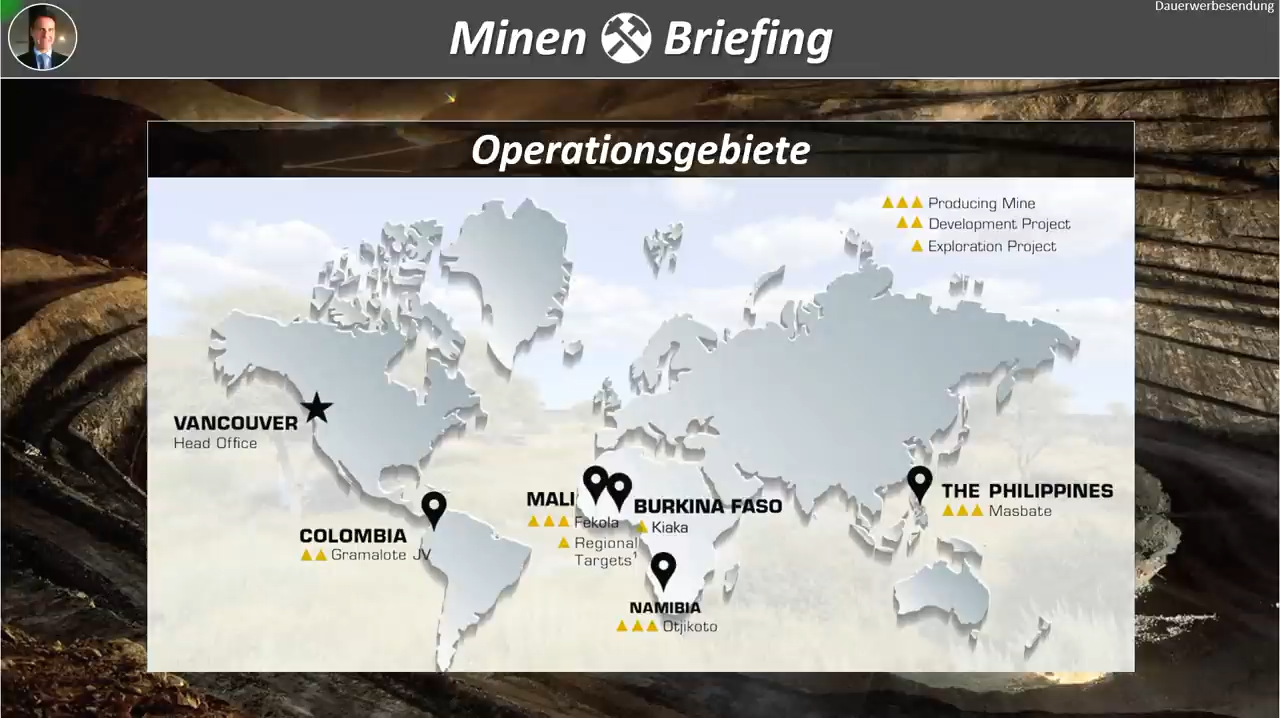 Dauerwerbesendung
Minen Briefing
Operationsgebiete
Producing Mine
Development Project
Exploration Project
VANCOUVER
Head Office
COLOMBIA
Gramalote JV
MALI
Fekola
Regional
Targets¹
BURKINA FASO
Kiaka
NAMIBIA
Otjikoto
THE PHILIPPINES
Masbate